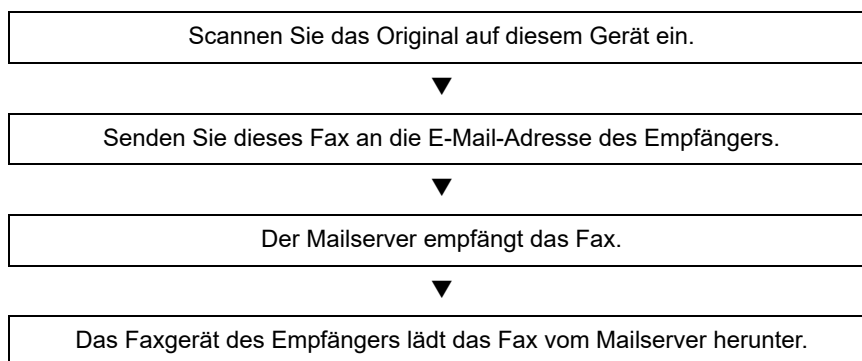 Scannen Sie das Original auf diesem Gerät ein.
Senden Sie dieses Fax an die E-Mail-Adresse des Empfängers.
Der Mailserver empfängt das Fax.
Das Faxgerät des Empfängers lädt das Fax vom Mailserver herunter.